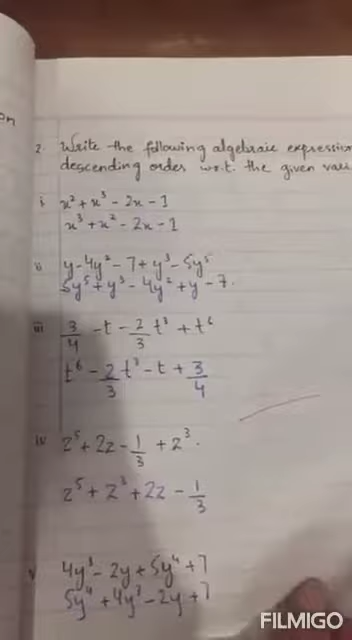 on
2. Write the following algebraic expression
descending order w.r.t. the given vari
i x² + x³ - 2x - 1
x³ + x² - 2x - 1
ii y - 4y² - 7 + y³ - 5y⁵
5y⁵ + y³ - 4y² + y - 7.
iii 3/4 - t - 2/3 t³ + t⁶
t⁶ - 2/3 t³ - t + 3/4
iv z⁵ + 2z - 1/3 + z³.
z⁵ + z³ + 2z - 1/3
v 4y³ - 2y + 5y⁴ + 7
5y⁴ + 4y³ - 2y + 7
FILMIGO